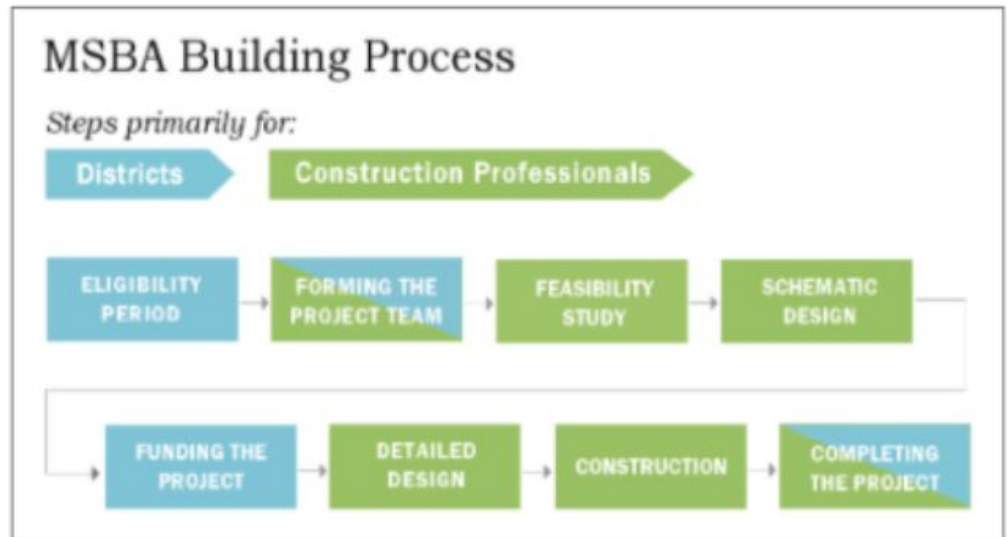 MSBA Building Process
Steps primarily for:
Districts
Construction Professionals
ELIGIBILITY
PERIOD
FORMING THE
PROJECT TEAM
FEASIBILITY
STUDY
SCHEMATIC
DESIGN
FUNDING THE
PROJECT
DETAILED
DESIGN
CONSTRUCTION
COMPLETING
THE PROJECT